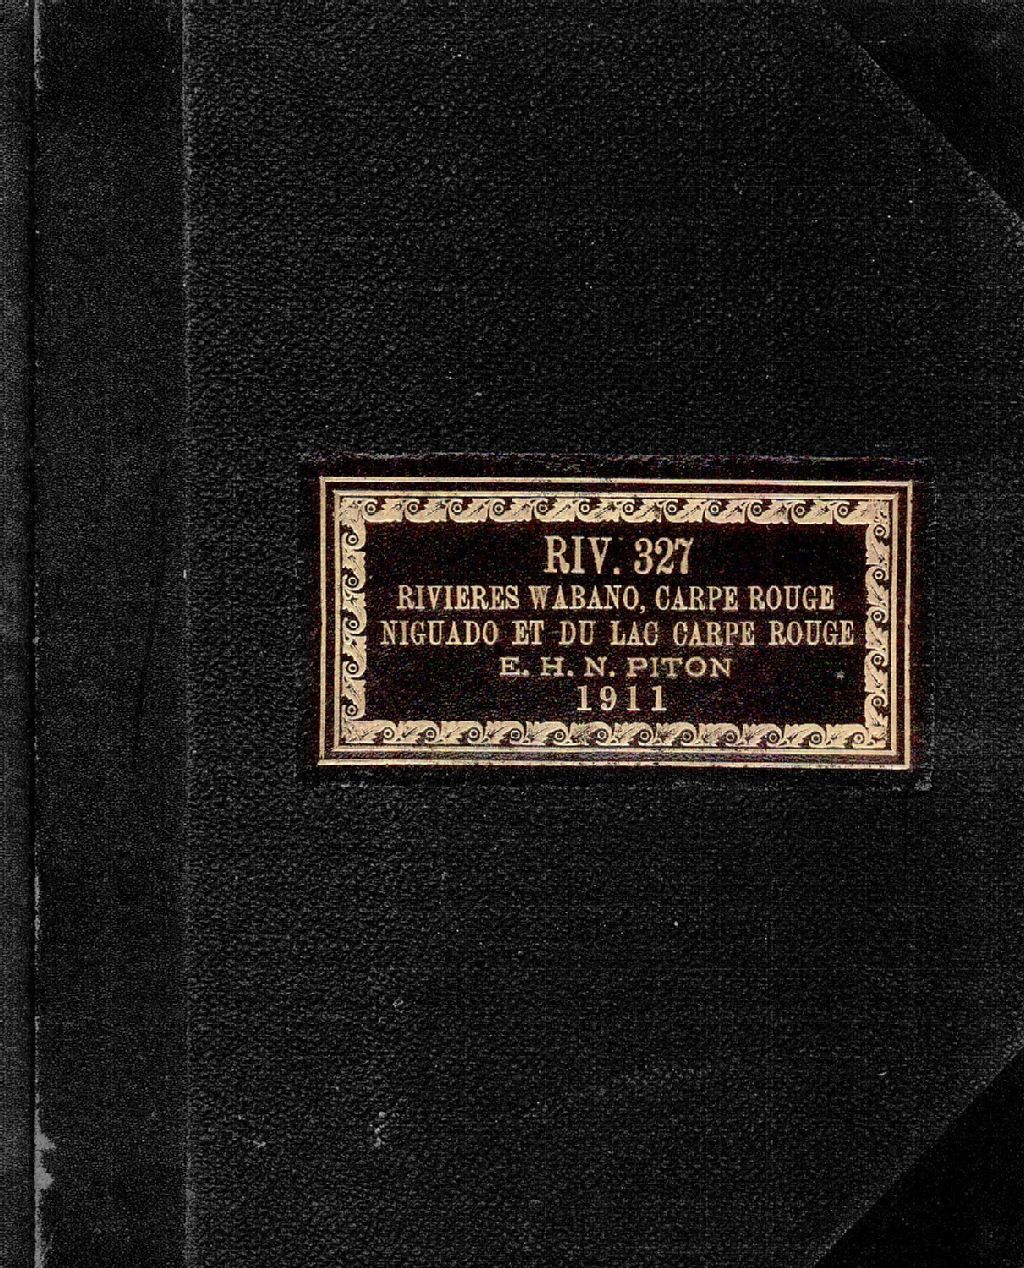 RIV. 327
RIVIERES WABANO, CARPE ROUGE
NIGUADO ET DU LAC CARPE ROUGE
E. H. N. PITON
1911